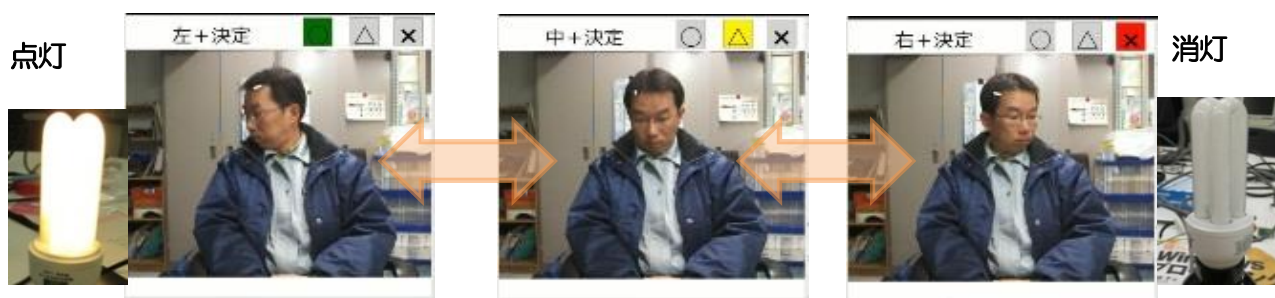 点灯
左+決定 ○ △ ×
中+決定 ○ △ ×
右+決定 ○ △ ×
消灯